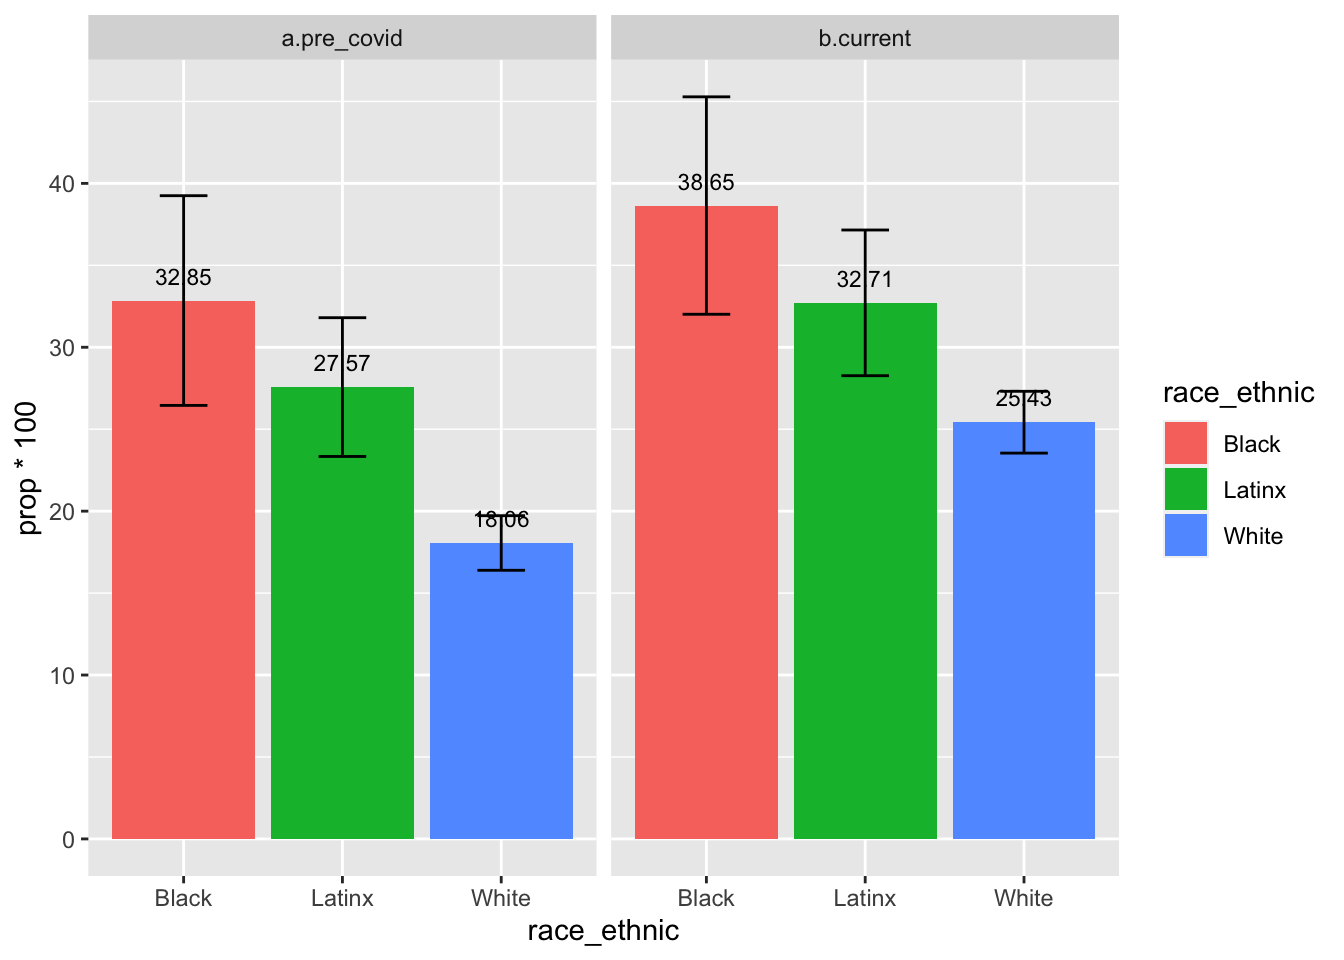 a.pre_covid
b.current
prop * 100
40
30
20
10
0
32.85
27.57
18.06
38.65
32.71
25.43
Black
Latinx
White
Black
Latinx
White
race_ethnic
race_ethnic
Black
Latinx
White